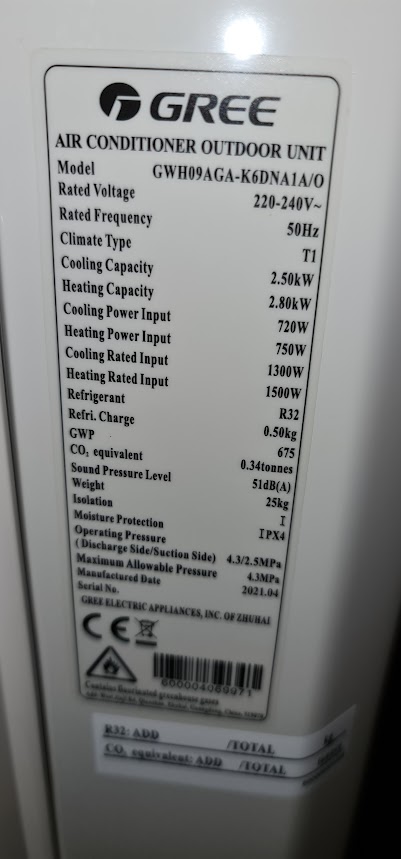 GREE
AIR CONDITIONER OUTDOOR UNIT
Model GWH09AGA-K6DNA1A/O
Rated Voltage 220-240V~
Rated Frequency 50Hz
Climate Type T1
Cooling Capacity 2.50kW
Heating Capacity 2.80kW
Cooling Power Input 720W
Heating Power Input 750W
Cooling Rated Input 1300W
Heating Rated Input 1500W
Refrigerant R32
Refri. Charge 0.50kg
GWP 675
CO₂ equivalent 0.34tonnes
Sound Pressure Level 51dB(A)
Weight 25kg
Isolation I
Moisture Protection IPX4
Operating Pressure
(Discharge Side/Suction Side) 4.3/2.5MPa
Maximum Allowable Pressure 4.3MPa
Manufactured Date 2021.04
Serial No.
GREE ELECTRIC APPLIANCES, INC. OF ZHUHAI
CE
Contains fluorinated greenhouse gases
R32: ADD /TOTAL
CO₂ equivalent: ADD /TOTAL